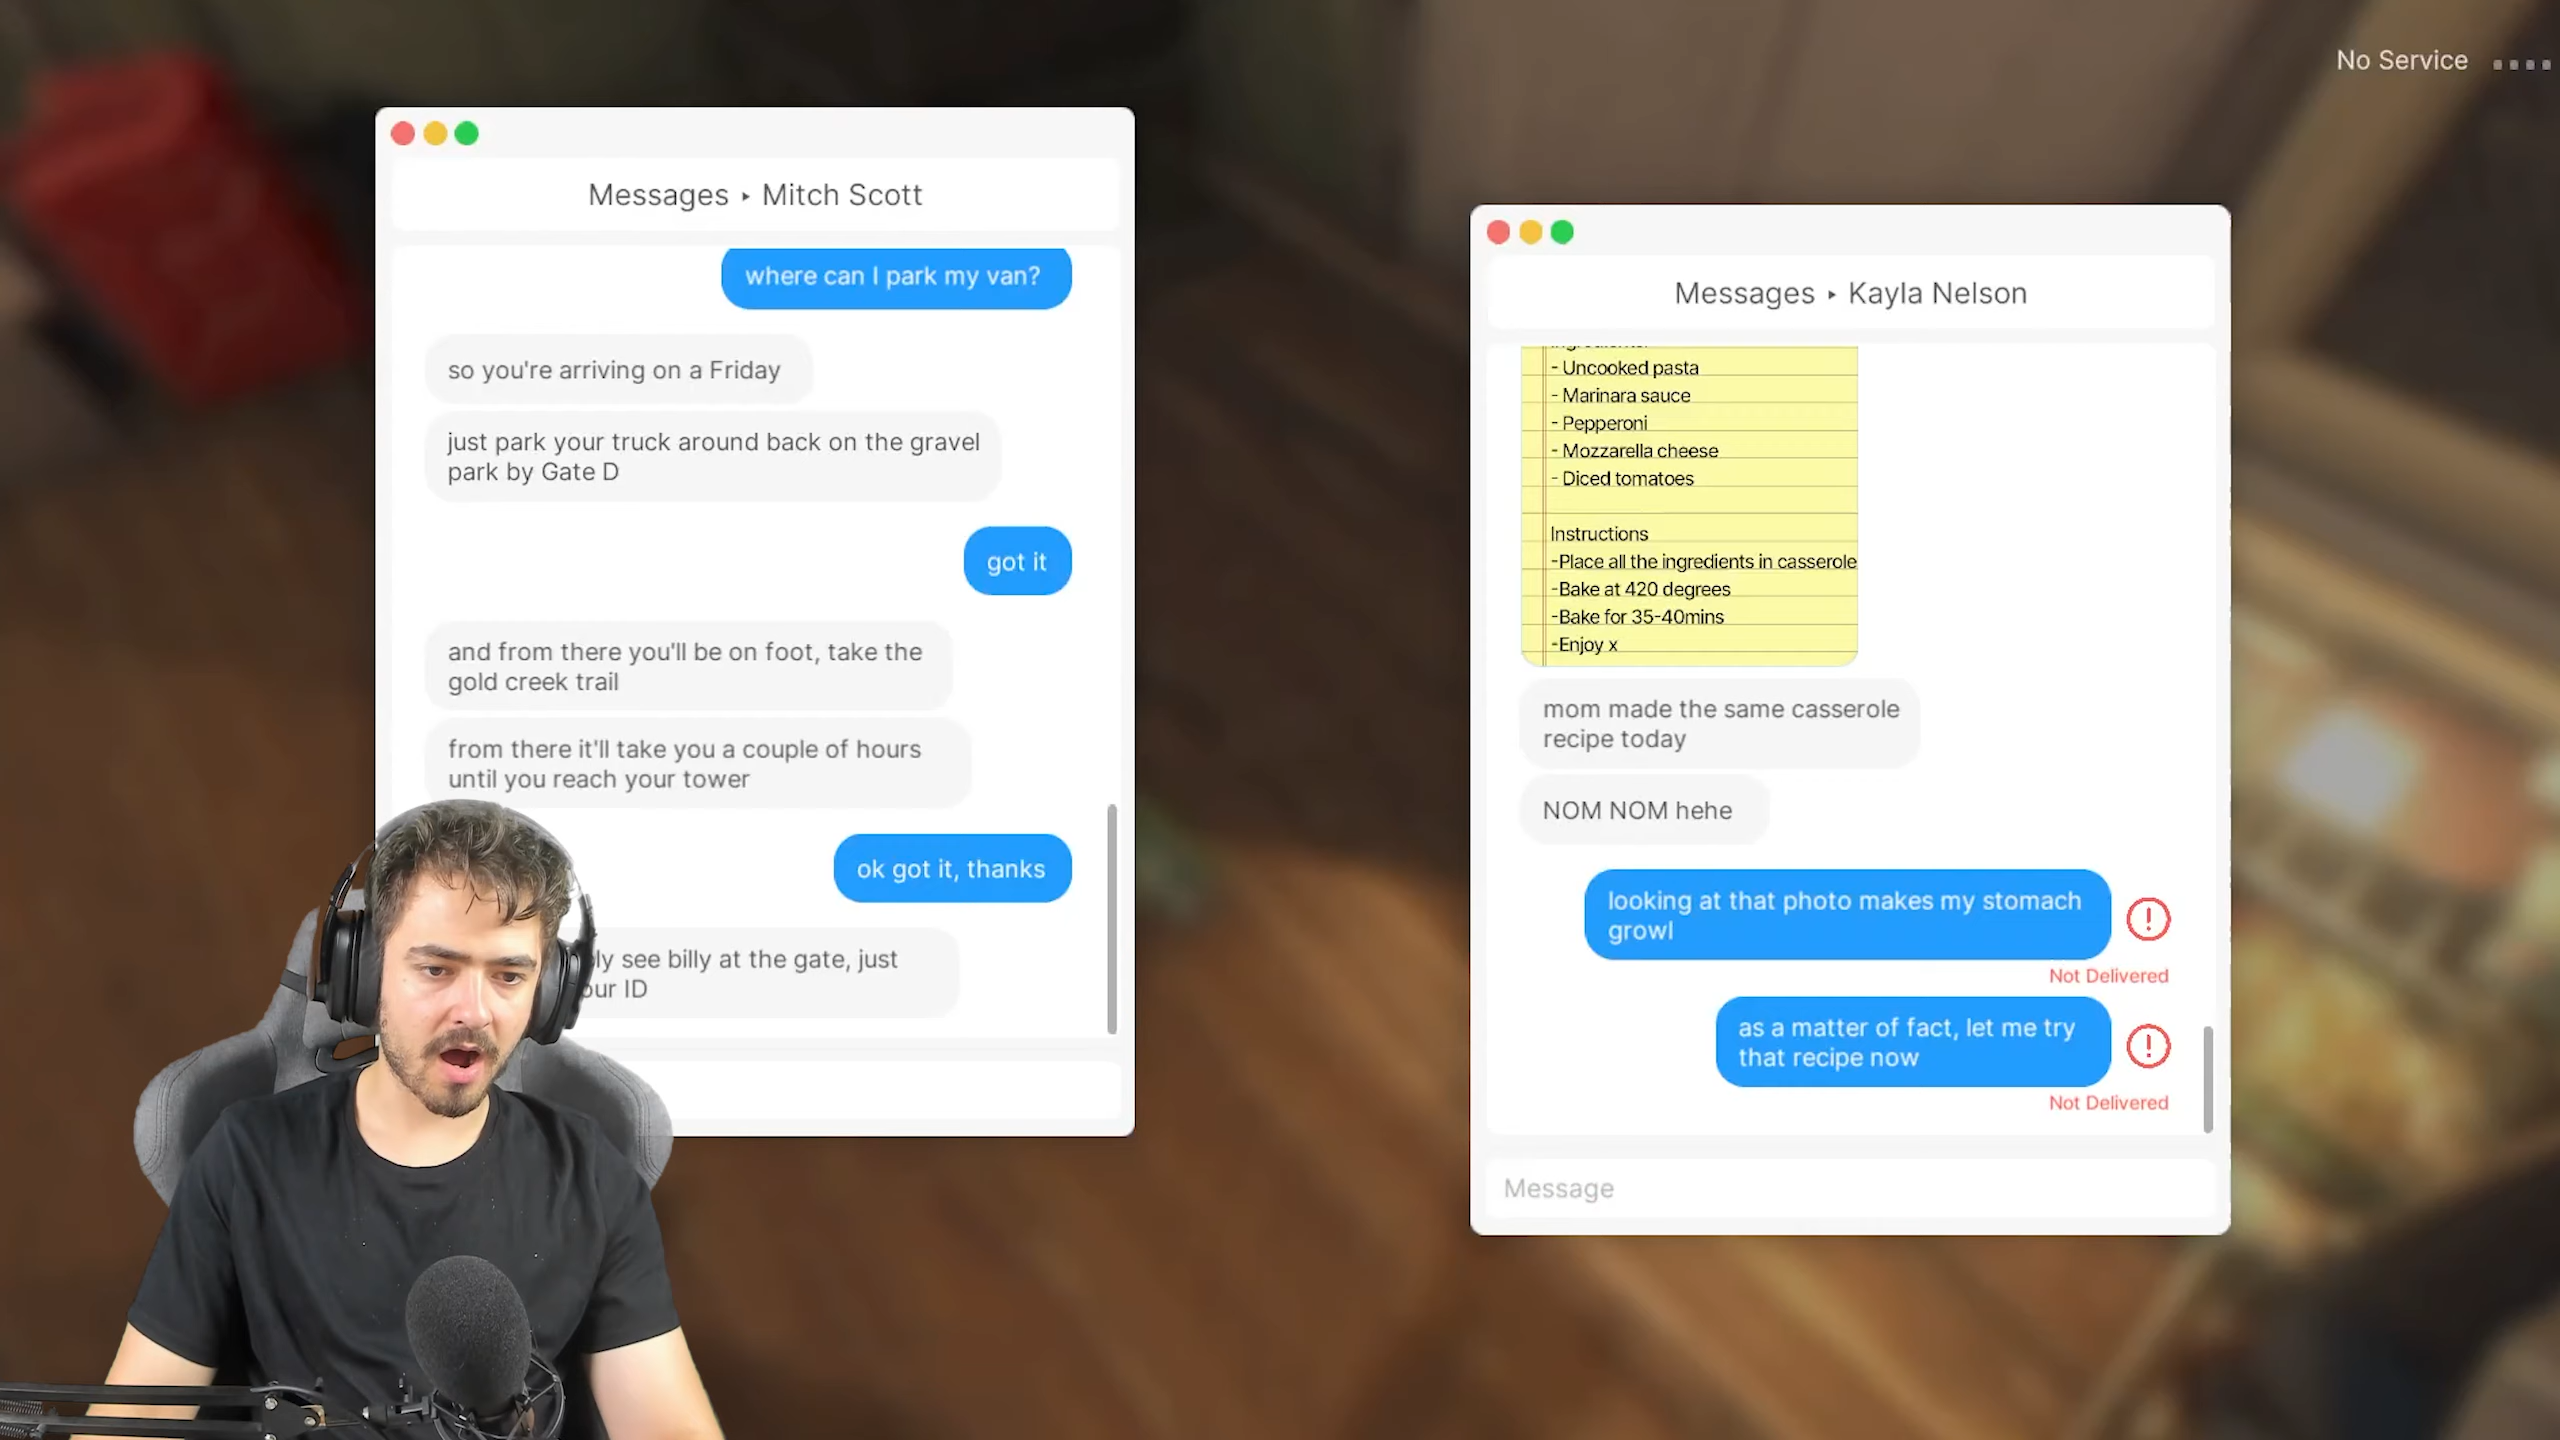 No Service
Messages ▸ Mitch Scott
where can I park my van?
so you're arriving on a Friday
just park your truck around back on the gravel
park by Gate D
got it
and from there you'll be on foot, take the
gold creek trail
from there it'll take you a couple of hours
until you reach your tower
ok got it, thanks
see billy at the gate, just
ID
Messages ▸ Kayla Nelson
- Uncooked pasta
- Marinara sauce
- Pepperoni
- Mozzarella cheese
- Diced tomatoes
Instructions
-Place all the ingredients in casserole
-Bake at 420 degrees
-Bake for 35-40mins
-Enjoy x
mom made the same casserole
recipe today
NOM NOM hehe
looking at that photo makes my stomach
growl
Not Delivered
as a matter of fact, let me try
that recipe now
Not Delivered
Message